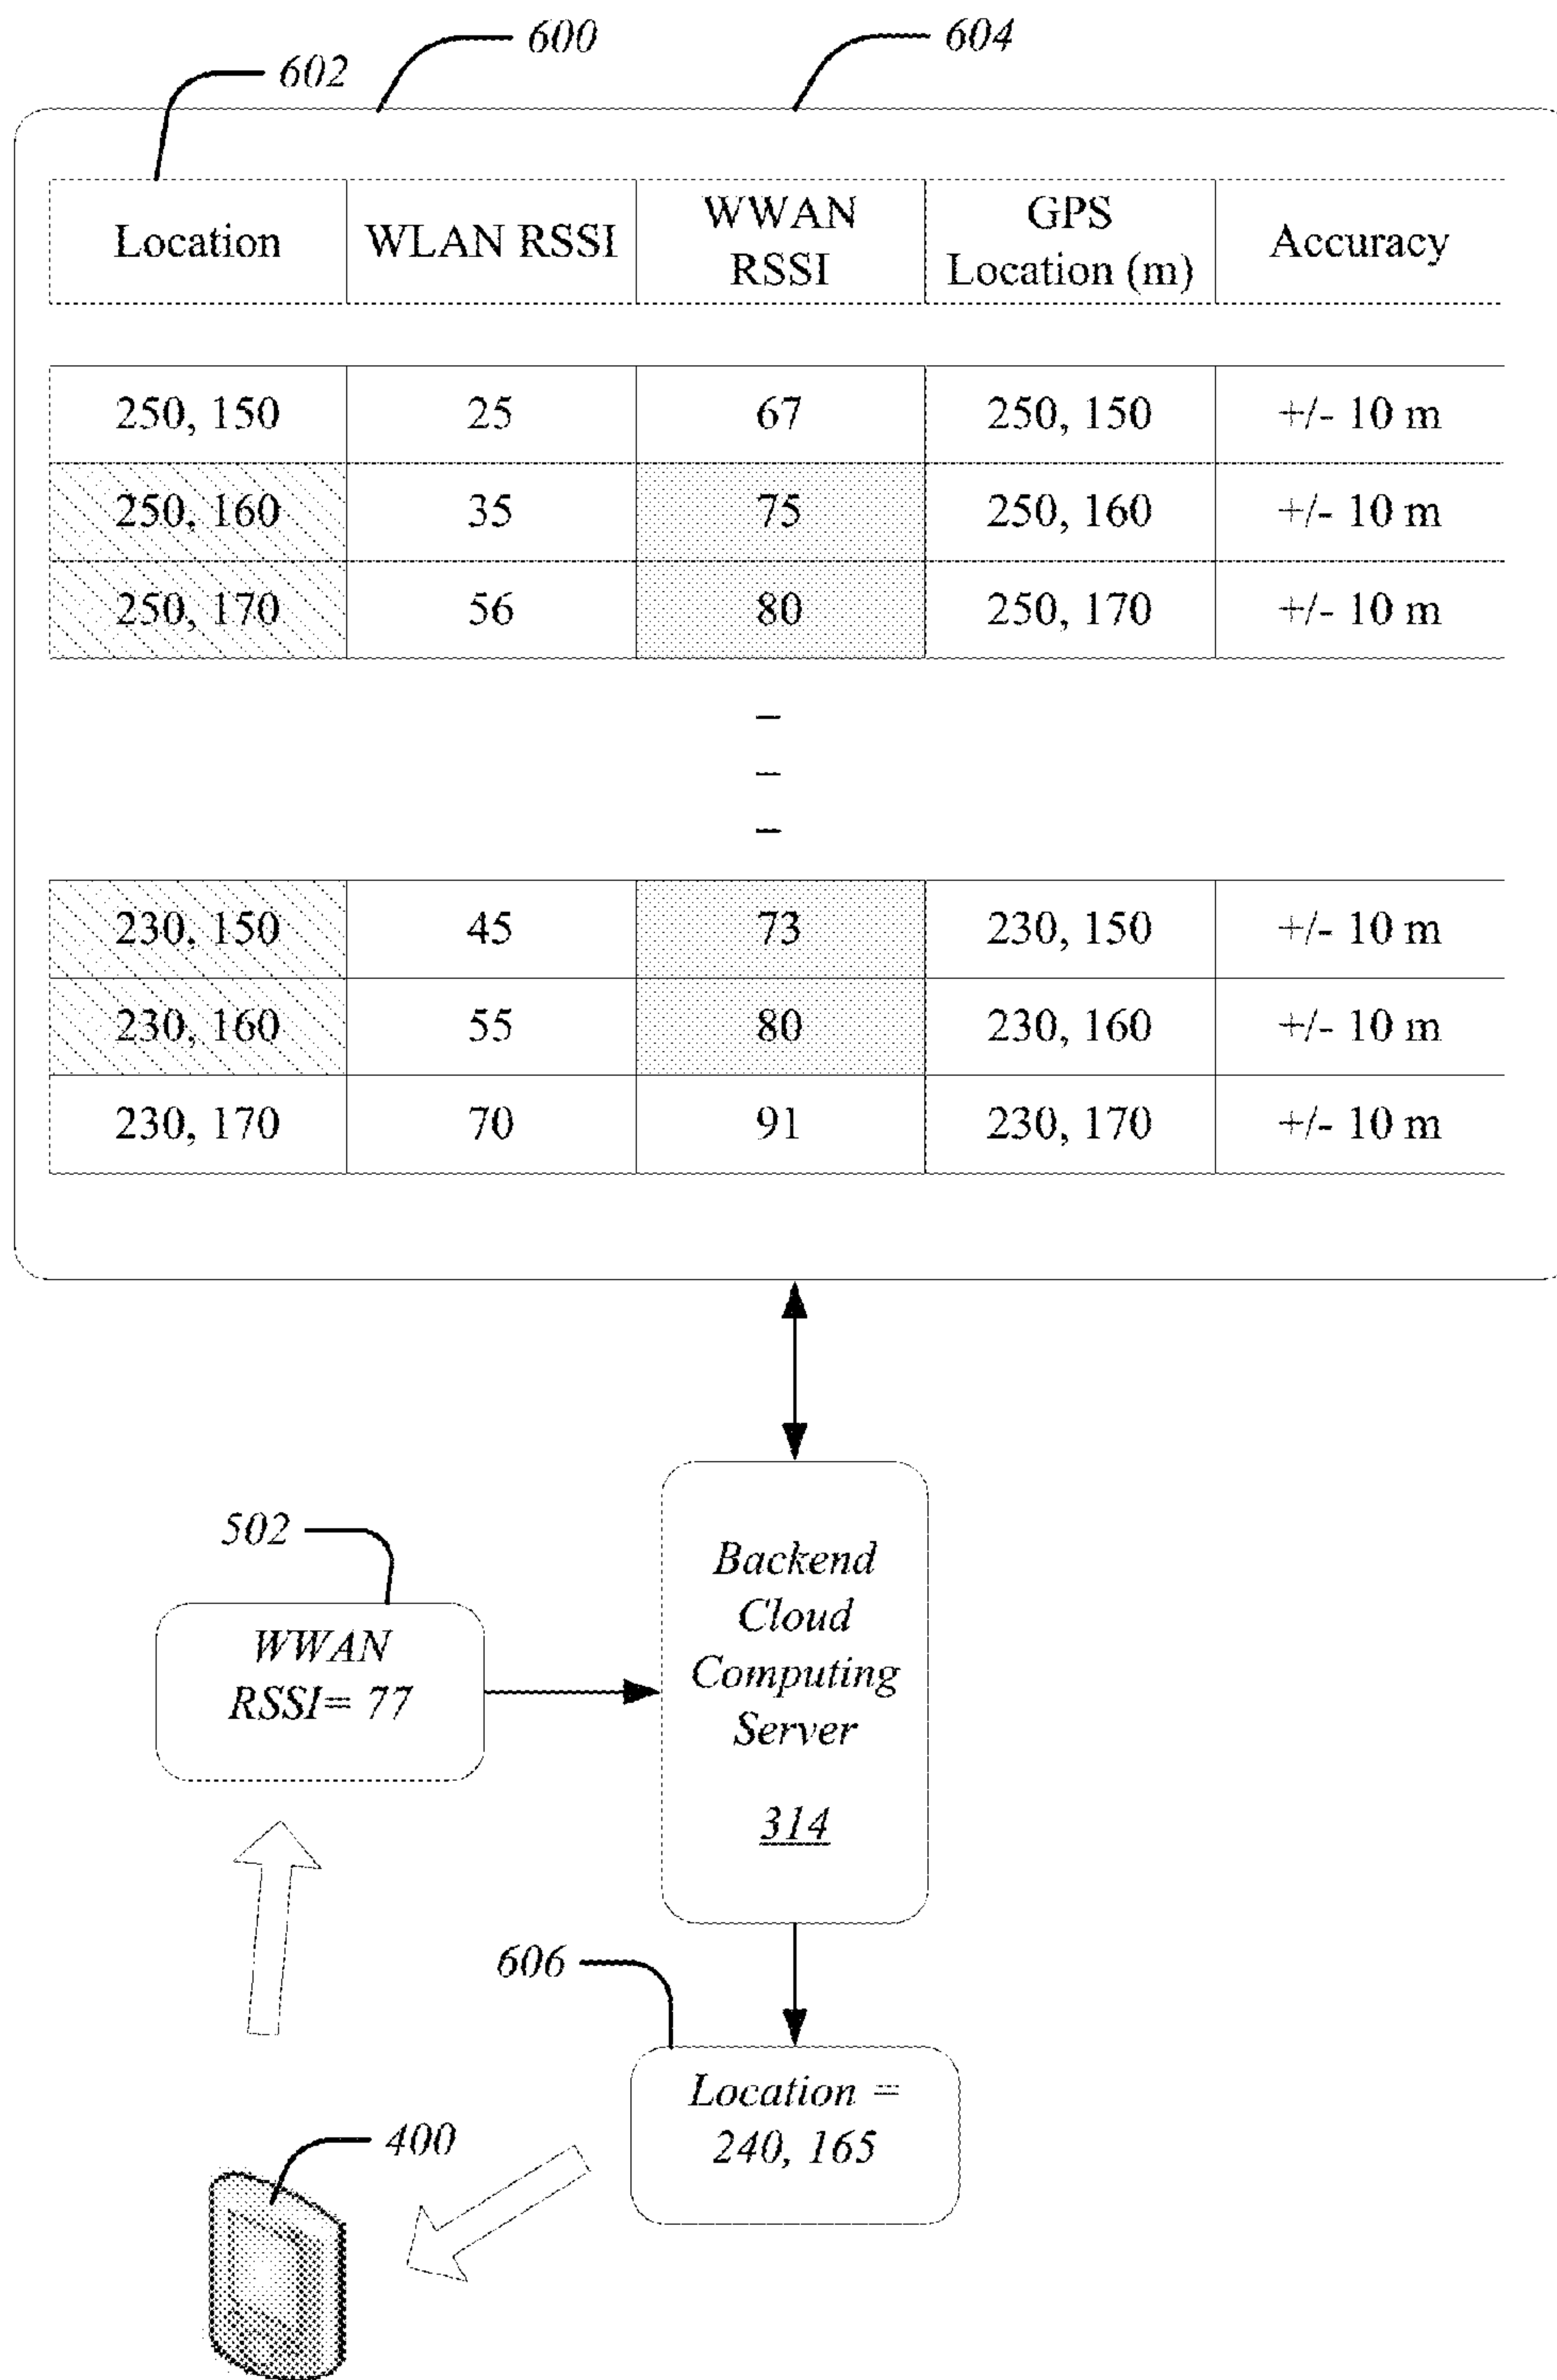 600
604
602
Location WLAN RSSI WWAN RSSI GPS Location (m) Accuracy
250, 150 25 67 250, 150 +/- 10 m
250, 160 35 75 250, 160 +/- 10 m
250, 170 56 80 250, 170 +/- 10 m
230, 150 45 73 230, 150 +/- 10 m
230, 160 55 80 230, 160 +/- 10 m
230, 170 70 91 230, 170 +/- 10 m
502
WWAN
RSSI= 77
Backend
Cloud
Computing
Server
314
606
Location =
240, 165
400